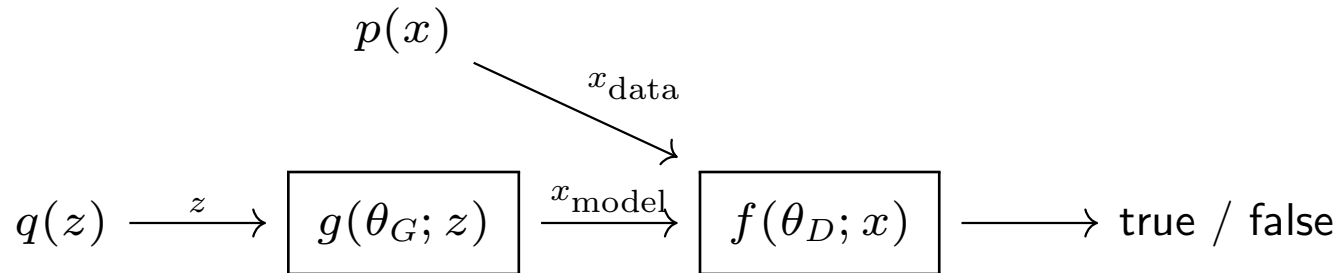 p(x)
x_data
q(z) z g(θ_G; z) x_model f(θ_D; x) true / false